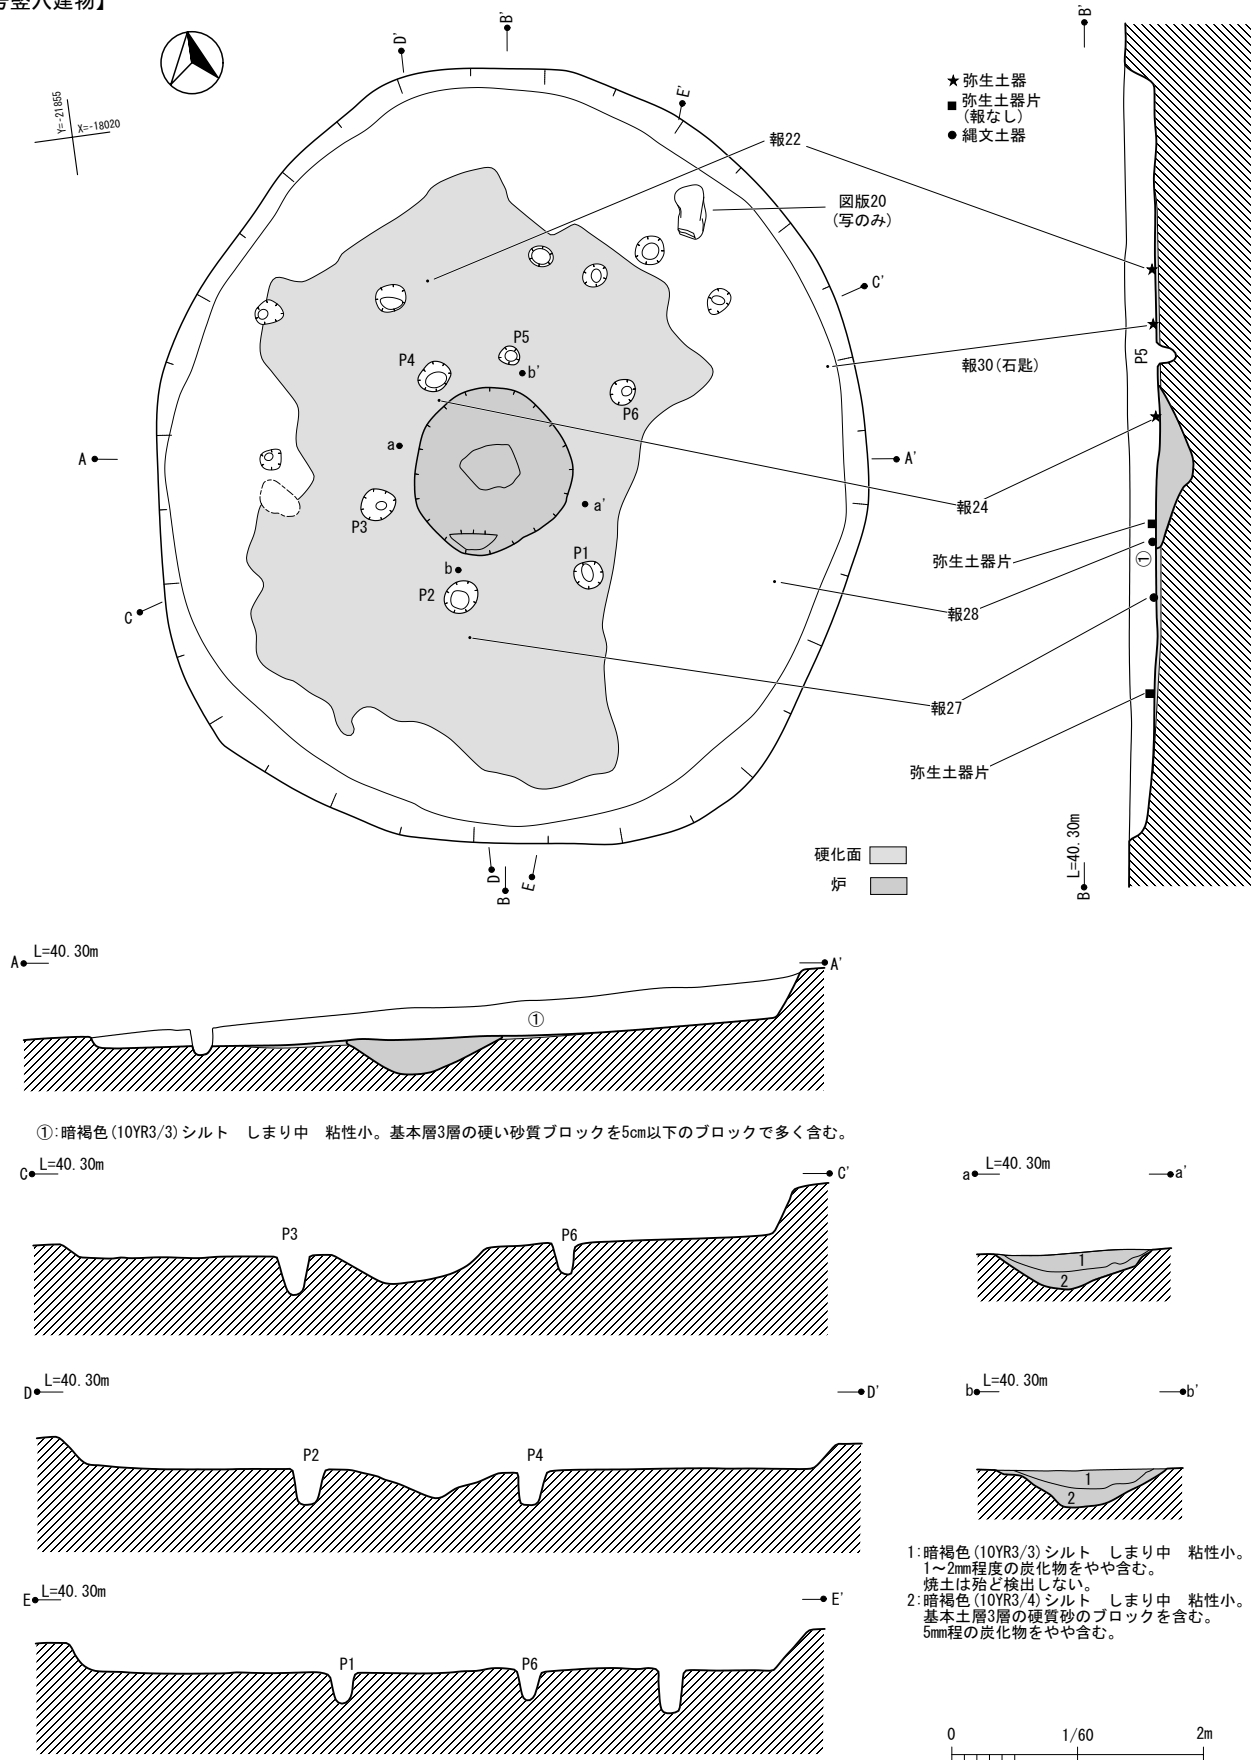 竪穴建物】
D'
B'
B'
E'
Y=-21855
X=-18020
★ 弥生土器
■ 弥生土器片
(報なし)
● 縄文土器
報22
図版20
(写のみ)
C'
P5
P4
b'
P6
報30(石匙)
P5
a
A
A'
a'
P3
報24
弥生土器片
①
b
P1
P2
C
報28
報27
弥生土器片
硬化面
炉
L=40.30m
B
D
B
E
A
L=40.30m
A'
①
①:暗褐色(10YR3/3)シルト　しまり中　粘性小。基本層3層の硬い砂質ブロックを5cm以下のブロックで多く含む。
C
L=40.30m
C'
P3
P6
a
L=40.30m
a'
1
2
D
L=40.30m
D'
P2
P4
b
L=40.30m
b'
1
2
1:暗褐色(10YR3/3)シルト　しまり中　粘性小。
1～2mm程度の炭化物をやや含む。
焼土は殆ど検出しない。
2:暗褐色(10YR3/4)シルト　しまり中　粘性小。
基本土層3層の硬質砂のブロックを含む。
5mm程の炭化物をやや含む。
E
L=40.30m
E'
P1
P6
0
1/60
2m